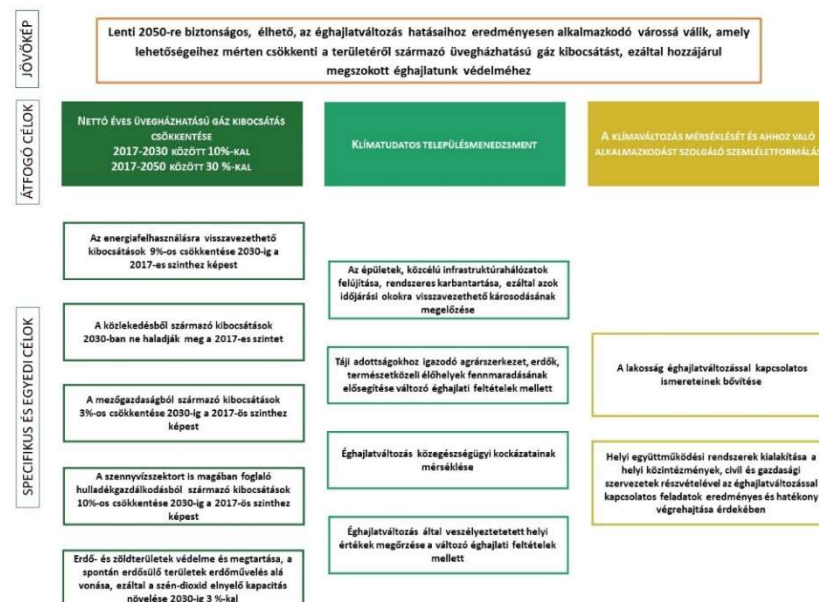 JÖVŐKÉP
Lenti 2050-re biztonságos, élhető, az éghajlatváltozás hatásaihoz eredményesen alkalmazkodó várossá válik, amely
lehetőségeihez mérten csökkenti a területéről származó üvegházhatású gáz kibocsátást, ezáltal hozzájárul
megszokott éghajlatunk védelméhez
ÁTFOGÓ CÉLOK
NETTÓ ÉVES ÜVEGHÁZHATÁSÚ GÁZ KIBOCSÁTÁS
CSÖKKENTÉSE
2017-2030 KÖZÖTT 10%-KAL
2017-2050 KÖZÖTT 30 %-KAL
KLÍMATUDATOS TELEPÜLÉSMENEDZSMENT
A KLÍMAVÁLTOZÁS MÉRSÉKLÉSÉT ÉS AHHOZ VALÓ
ALKALMAZKODÁST SZOLGÁLÓ SZEMLÉLETFORMÁLÁS
SPECIFIKUS ÉS EGYEDI CÉLOK
Az energiafelhasználásra visszavezethető
kibocsátások 9%-os csökkentése 2030-ig a
2017-es szinthez képest
A közlekedésből származó kibocsátások
2030-ban ne haladják meg a 2017-es szintet
A mezőgazdaságból származó kibocsátások
3%-os csökkentése 2030-ig a 2017-ös szinthez
képest
A szennyvízszektort is magában foglaló
hulladékgazdálkodásból származó kibocsátások
10%-os csökkentése 2030-ig a 2017-ös szinthez
képest
Erdő- és zöldterületek védelme és megtartása, a
spontán erdősülő területek erdőművelés alá
vonása, ezáltal a szén-dioxid elnyelő kapacitás
növelése 2030-ig 3 %-kal
Az épületek, közcélú infrastruktúrahálózatok
felújítása, rendszeres karbantartása, ezáltal azok
időjárási okokra visszavezethető károsodásának
megelőzése
Táji adottságokhoz igazodó agrárszerkezet, erdők,
természetközeli élőhelyek fennmaradásának
elősegítése változó éghajlati feltételek mellett
Éghajlatváltozás közegészségügyi kockázatainak
mérséklése
Éghajlatváltozás által veszélyeztetetett helyi
értékek megőrzése a változó éghajlati feltételek
mellett
A lakosság éghajlatváltozással kapcsolatos
ismereteinek bővítése
Helyi együttműködési rendszerek kialakítása a
helyi közintézmények, civil és gazdasági
szervezetek részvételével az éghajlatváltozással
kapcsolatos feladatok eredményes és hatékony
végrehajtása érdekében